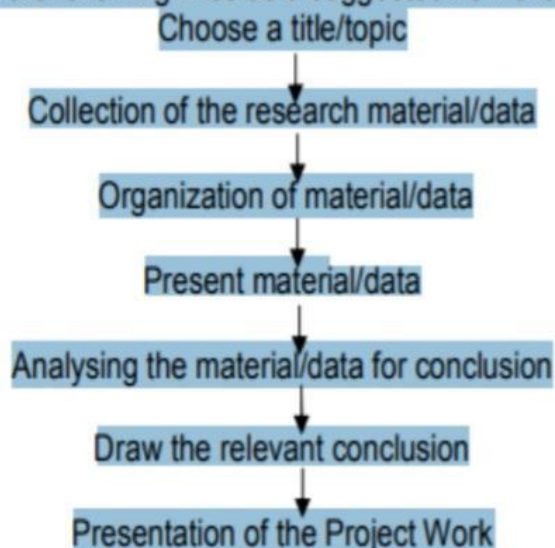 Choose a title/topic
Collection of the research material/data
Organization of material/data
Present material/data
Analysing the material/data for conclusion
Draw the relevant conclusion
Presentation of the Project Work